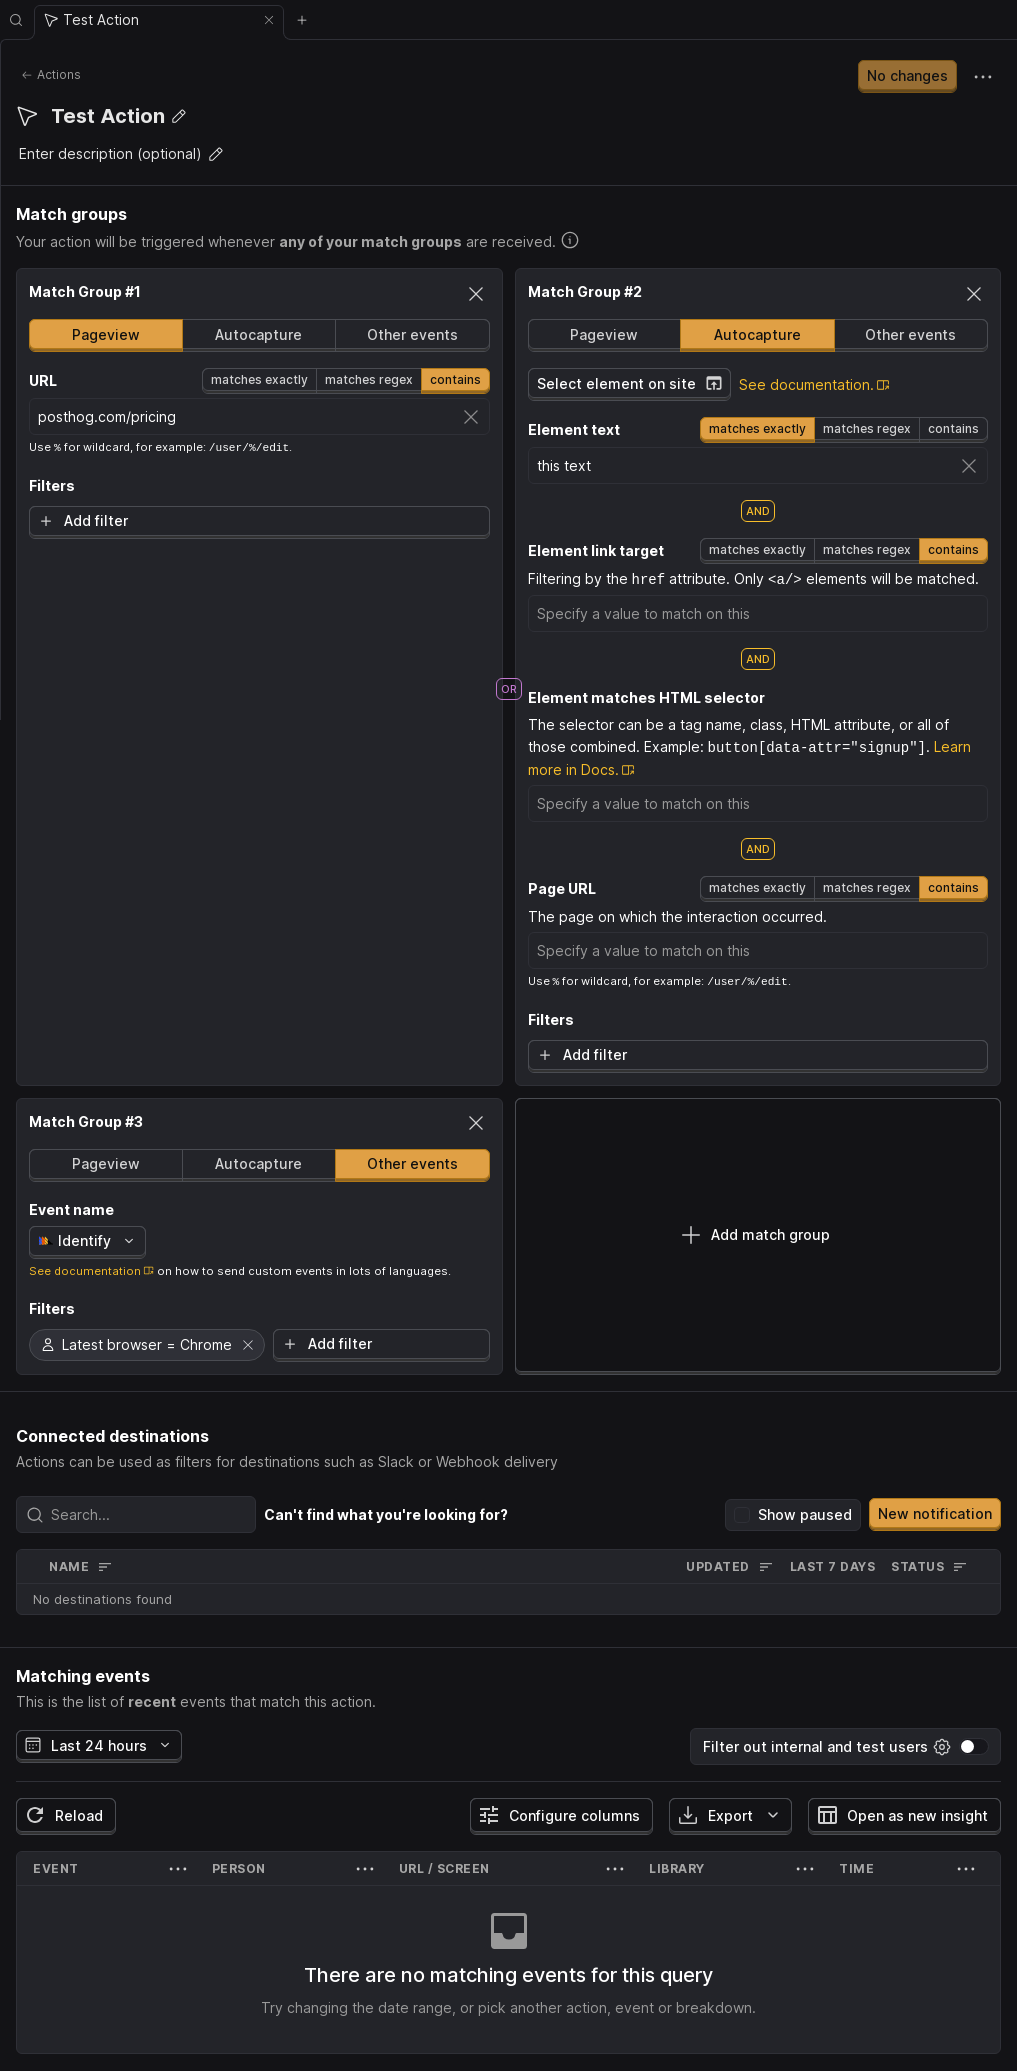 Test Action
Actions
No changes
Test Action
Enter description (optional)
Match groups
Your action will be triggered whenever any of your match groups are received.
Match Group #1
Pageview Autocapture Other events
URL matches exactly matches regex contains
posthog.com/pricing
Use % for wildcard, for example: /user/%/edit.
Filters
Add filter
OR
Match Group #2
Pageview Autocapture Other events
Select element on site See documentation.
Element text matches exactly matches regex contains
this text
AND
Element link target matches exactly matches regex contains
Filtering by the href attribute. Only <a/> elements will be matched.
Specify a value to match on this
AND
Element matches HTML selector
The selector can be a tag name, class, HTML attribute, or all of
those combined. Example: button[data-attr="signup"]. Learn
more in Docs.
Specify a value to match on this
AND
Page URL matches exactly matches regex contains
The page on which the interaction occurred.
Specify a value to match on this
Use % for wildcard, for example: /user/%/edit.
Filters
Add filter
Match Group #3
Pageview Autocapture Other events
Event name
Identify
See documentation on how to send custom events in lots of languages.
Filters
Latest browser = Chrome Add filter
Add match group
Connected destinations
Actions can be used as filters for destinations such as Slack or Webhook delivery
Search... Can't find what you're looking for? Show paused New notification
NAME UPDATED LAST 7 DAYS STATUS
No destinations found
Matching events
This is the list of recent events that match this action.
Last 24 hours Filter out internal and test users
Reload Configure columns Export Open as new insight
EVENT PERSON URL / SCREEN LIBRARY TIME
There are no matching events for this query
Try changing the date range, or pick another action, event or breakdown.